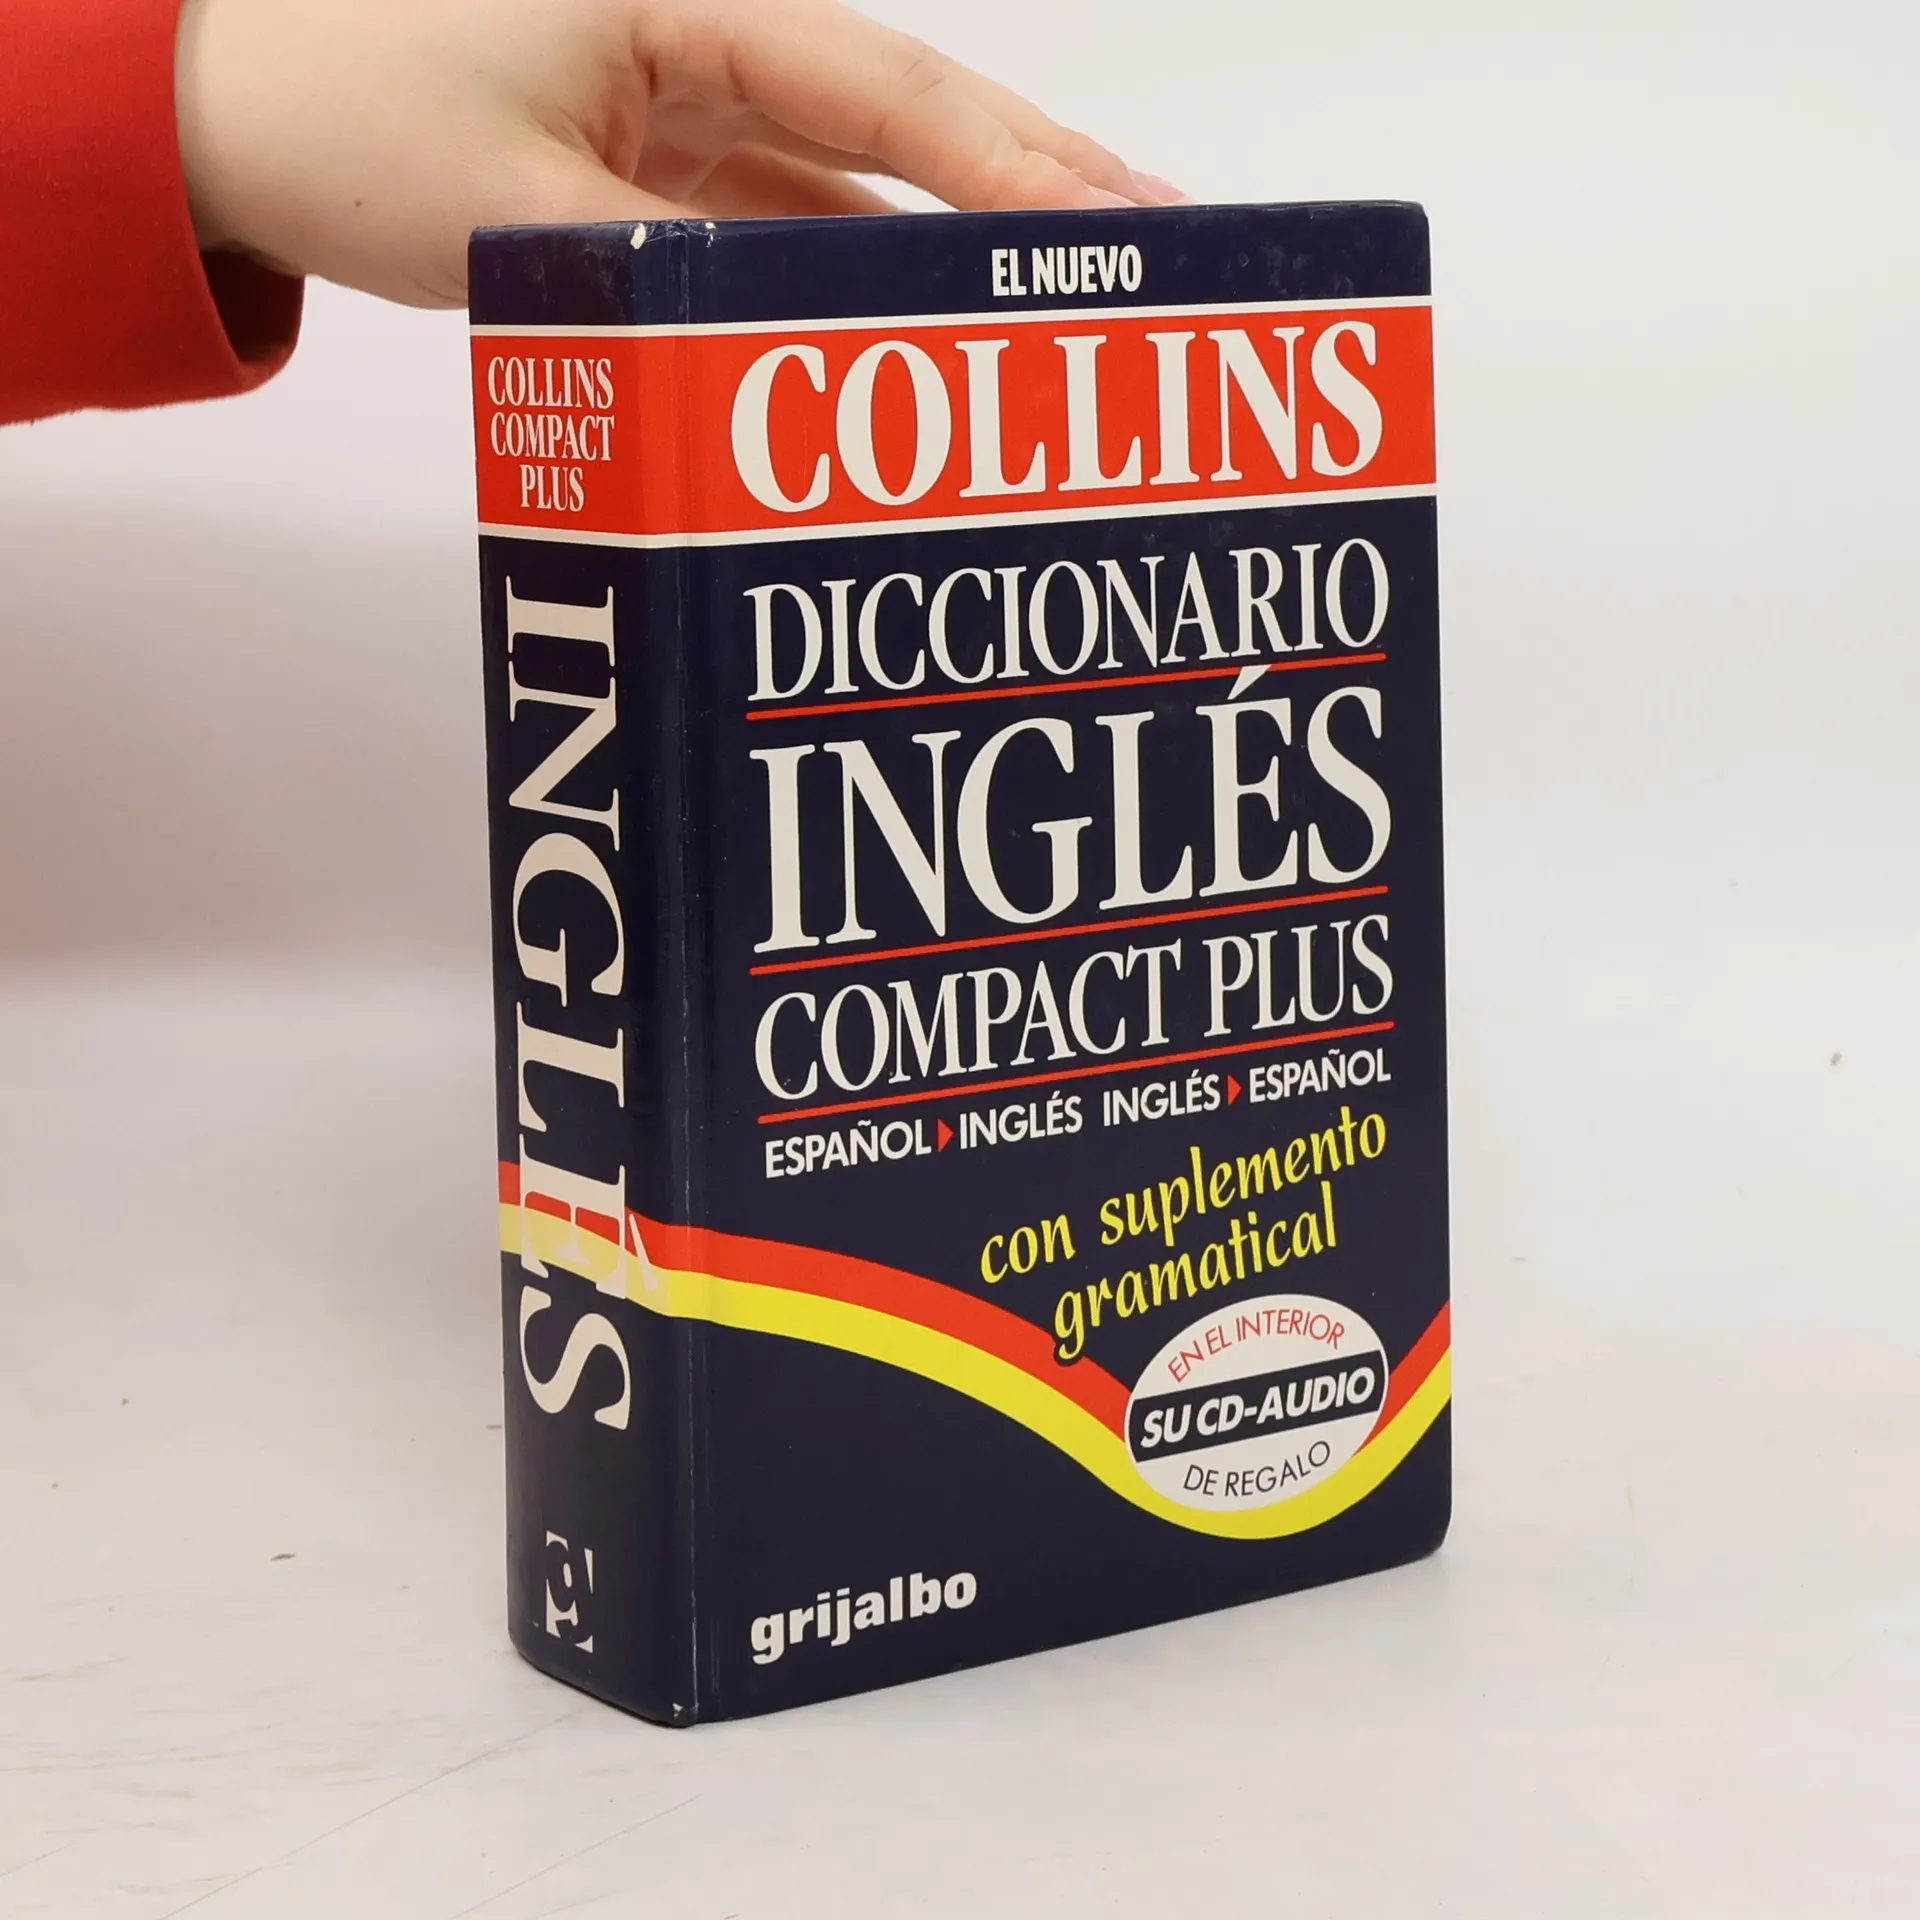 COLLINS
COMPACT
PLUS
INGLÉS
EL NUEVO
COLLINS
DICCIONARIO
INGLÉS
COMPACT PLUS
ESPAÑOL INGLÉS INGLÉS ESPAÑOL
con suplemento
gramatical
EN EL INTERIOR
SU CD-AUDIO
DE REGALO
grijalbo